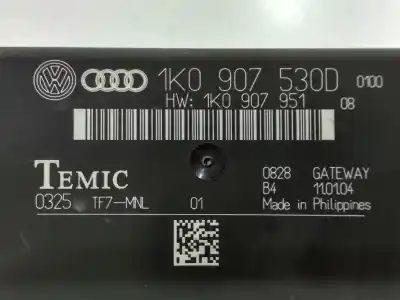 1K0 907 530D 0100
HW: 1K0 907 951 08
TEMIC
0325 TF7-MNL 01
0828 GATEWAY
B4 11.01.04
Made in Philippines